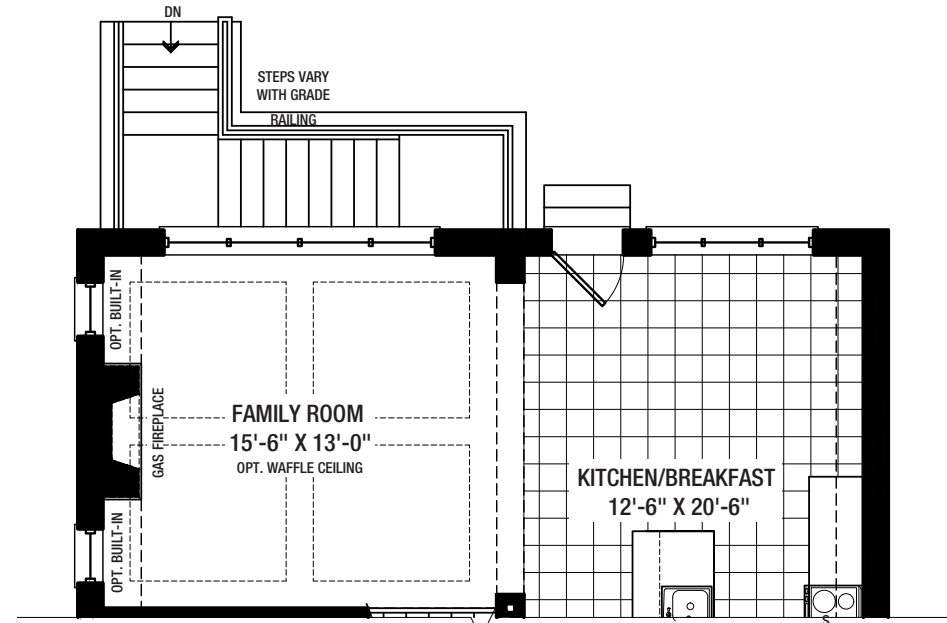 DN
STEPS VARY
WITH GRADE
RAILING
OPT. BUILT-IN
GAS FIREPLACE
FAMILY ROOM
15'-6" X 13'-0"
OPT. WAFFLE CEILING
KITCHEN/BREAKFAST
12'-6" X 20'-6"
OPT. BUILT-IN
S